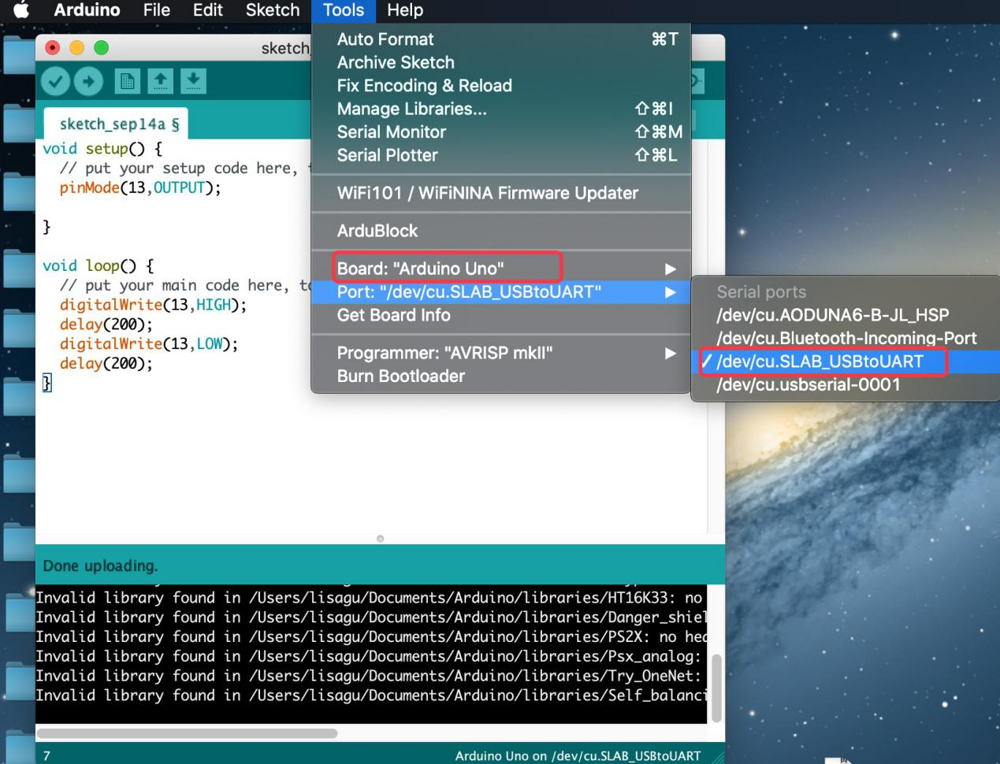 Arduino File Edit Sketch Tools Help
sketch_
Auto Format ⌘T
Archive Sketch
Fix Encoding & Reload
Manage Libraries... ⇧⌘I
Serial Monitor ⇧⌘M
Serial Plotter ⇧⌘L
WiFi101 / WiFiNINA Firmware Updater
ArduBlock
Board: "Arduino Uno"
Port: "/dev/cu.SLAB_USBtoUART"
Get Board Info
Programmer: "AVRISP mkII"
Burn Bootloader
Serial ports
/dev/cu.AODUNA6-B-JL_HSP
/dev/cu.Bluetooth-Incoming-Port
✓ /dev/cu.SLAB_USBtoUART
/dev/cu.usbserial-0001
sketch_sep14a §
void setup() {
// put your setup code here,
pinMode(13,OUTPUT);
}
void loop() {
// put your main code here,
digitalWrite(13,HIGH);
delay(200);
digitalWrite(13,LOW);
delay(200);
}
Done uploading.
Invalid library found in /Users/lisagu/Documents/Arduino/libraries/HT16K33: no
Invalid library found in /Users/lisagu/Documents/Arduino/libraries/Danger_shiel
Invalid library found in /Users/lisagu/Documents/Arduino/libraries/PS2X: no hea
Invalid library found in /Users/lisagu/Documents/Arduino/libraries/Psx_analog:
Invalid library found in /Users/lisagu/Documents/Arduino/libraries/Try_OneNet:
Invalid library found in /Users/lisagu/Documents/Arduino/libraries/Self_balanci
7 Arduino Uno on /dev/cu.SLAB_USBtoUART